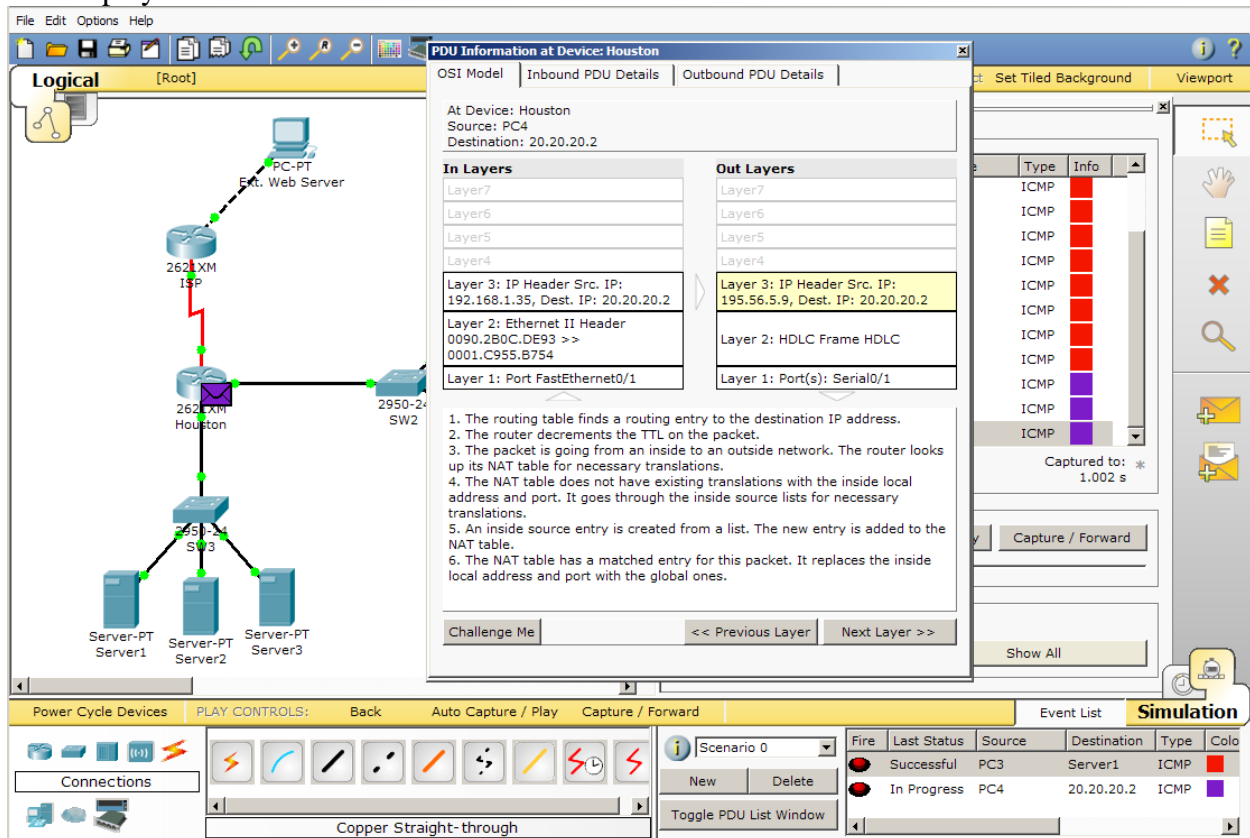 File Edit Options Help
PDU Information at Device: Houston
Logical
[Root]
Set Tiled Background
Viewport
OSI Model
Inbound PDU Details
Outbound PDU Details
At Device: Houston
Source: PC4
Destination: 20.20.20.2
In Layers
Out Layers
Layer7
Layer7
Layer6
Layer6
Layer5
Layer5
Layer4
Layer4
Layer 3: IP Header Src. IP:
192.168.1.35, Dest. IP: 20.20.20.2
Layer 3: IP Header Src. IP:
195.56.5.9, Dest. IP: 20.20.20.2
Layer 2: Ethernet II Header
0090.2B0C.DE93 >>
0001.C955.B754
Layer 2: HDLC Frame HDLC
Layer 1: Port FastEthernet0/1
Layer 1: Port(s): Serial0/1
1. The routing table finds a routing entry to the destination IP address.
2. The router decrements the TTL on the packet.
3. The packet is going from an inside to an outside network. The router looks
up its NAT table for necessary translations.
4. The NAT table does not have existing translations with the inside local
address and port. It goes through the inside source lists for necessary
translations.
5. An inside source entry is created from a list. The new entry is added to the
NAT table.
6. The NAT table has a matched entry for this packet. It replaces the inside
local address and port with the global ones.
Challenge Me
<< Previous Layer
Next Layer >>
PC-PT
Ext. Web Server
2621XM
ISP
2621XM
Houston
2950-24
SW2
2950-24
SW3
Server-PT
Server1
Server-PT
Server2
Server-PT
Server3
Type Info
ICMP
ICMP
ICMP
ICMP
ICMP
ICMP
ICMP
ICMP
ICMP
ICMP
ICMP
Captured to: *
1.002 s
Capture / Forward
Show All
Power Cycle Devices
PLAY CONTROLS:
Back
Auto Capture / Play
Capture / Forward
Event List
Simulation
Connections
Copper Straight-through
Scenario 0
New
Delete
Toggle PDU List Window
Fire Last Status Source Destination Type Colo
Successful PC3 Server1 ICMP
In Progress PC4 20.20.20.2 ICMP